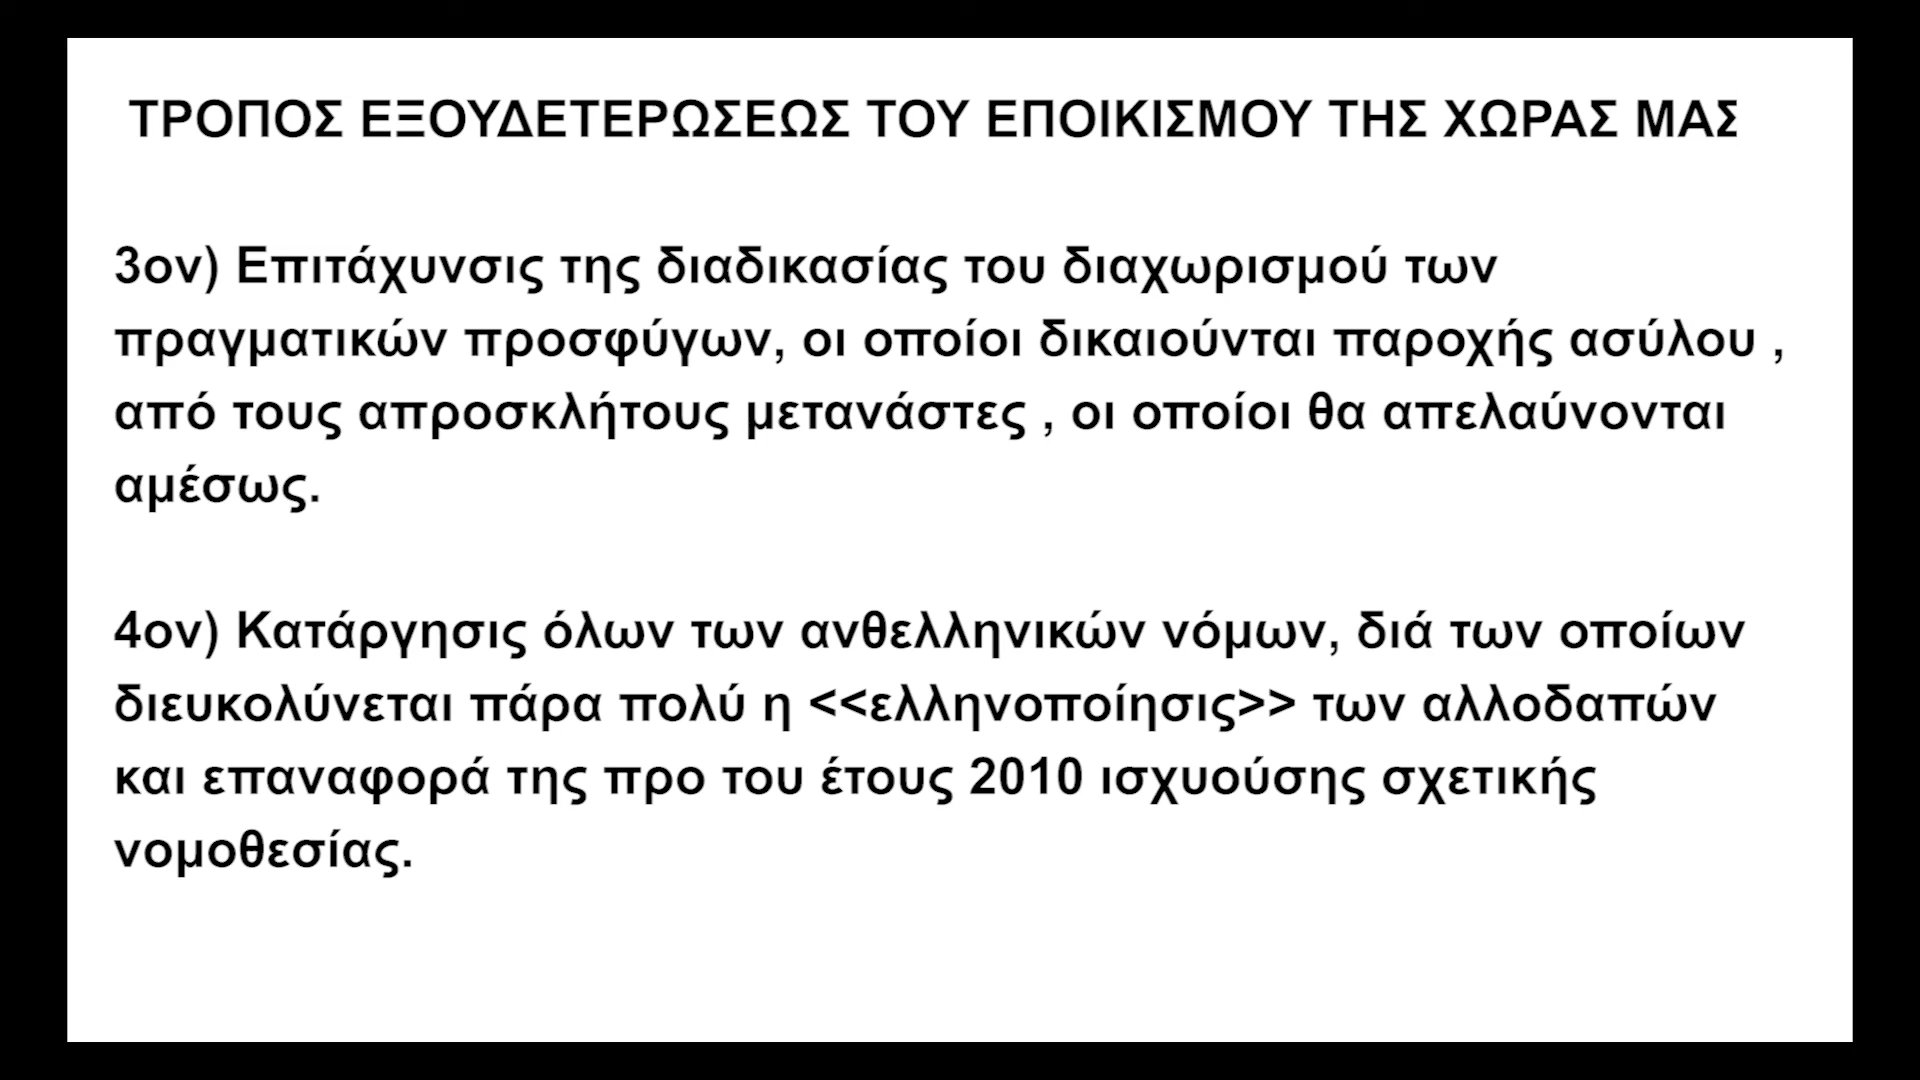 ΤΡΟΠΟΣ ΕΞΟΥΔΕΤΕΡΩΣΕΩΣ ΤΟΥ ΕΠΟΙΚΙΣΜΟΥ ΤΗΣ ΧΩΡΑΣ ΜΑΣ
3ον) Επιτάχυνσις της διαδικασίας του διαχωρισμού των
πραγματικών προσφύγων, οι οποίοι δικαιούνται παροχής ασύλου ,
από τους απροσκλήτους μετανάστες , οι οποίοι θα απελαύνονται
αμέσως.
4ον) Κατάργησις όλων των ανθελληνικών νόμων, διά των οποίων
διευκολύνεται πάρα πολύ η <<ελληνοποίησις>> των αλλοδαπών
και επαναφορά της προ του έτους 2010 ισχυούσης σχετικής
νομοθεσίας.